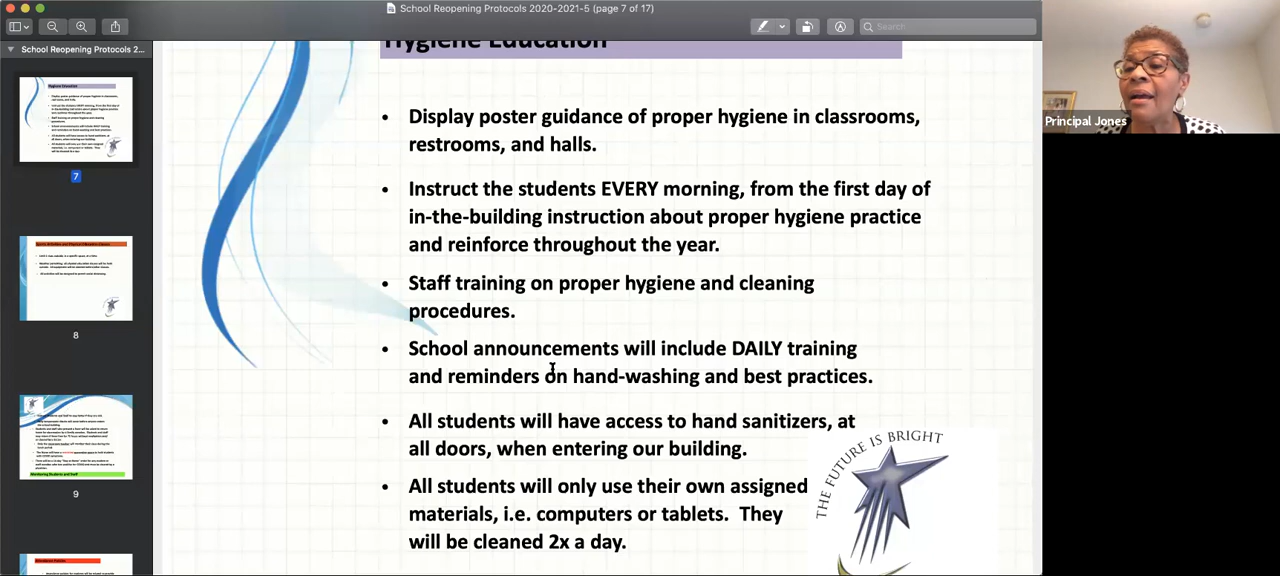 School Reopening Protocols 2020-2021-5 (page 7 of 17)
Search
School Reopening Protocols 2...
7
8
9
Hygiene Education
• Display poster guidance of proper hygiene in classrooms,
restrooms, and halls.
• Instruct the students EVERY morning, from the first day of
in-the-building instruction about proper hygiene practice
and reinforce throughout the year.
• Staff training on proper hygiene and cleaning
procedures.
• School announcements will include DAILY training
and reminders on hand-washing and best practices.
• All students will have access to hand sanitizers, at
all doors, when entering our building.
• All students will only use their own assigned
materials, i.e. computers or tablets.  They
will be cleaned 2x a day.
THE FUTURE IS BRIGHT
Principal Jones